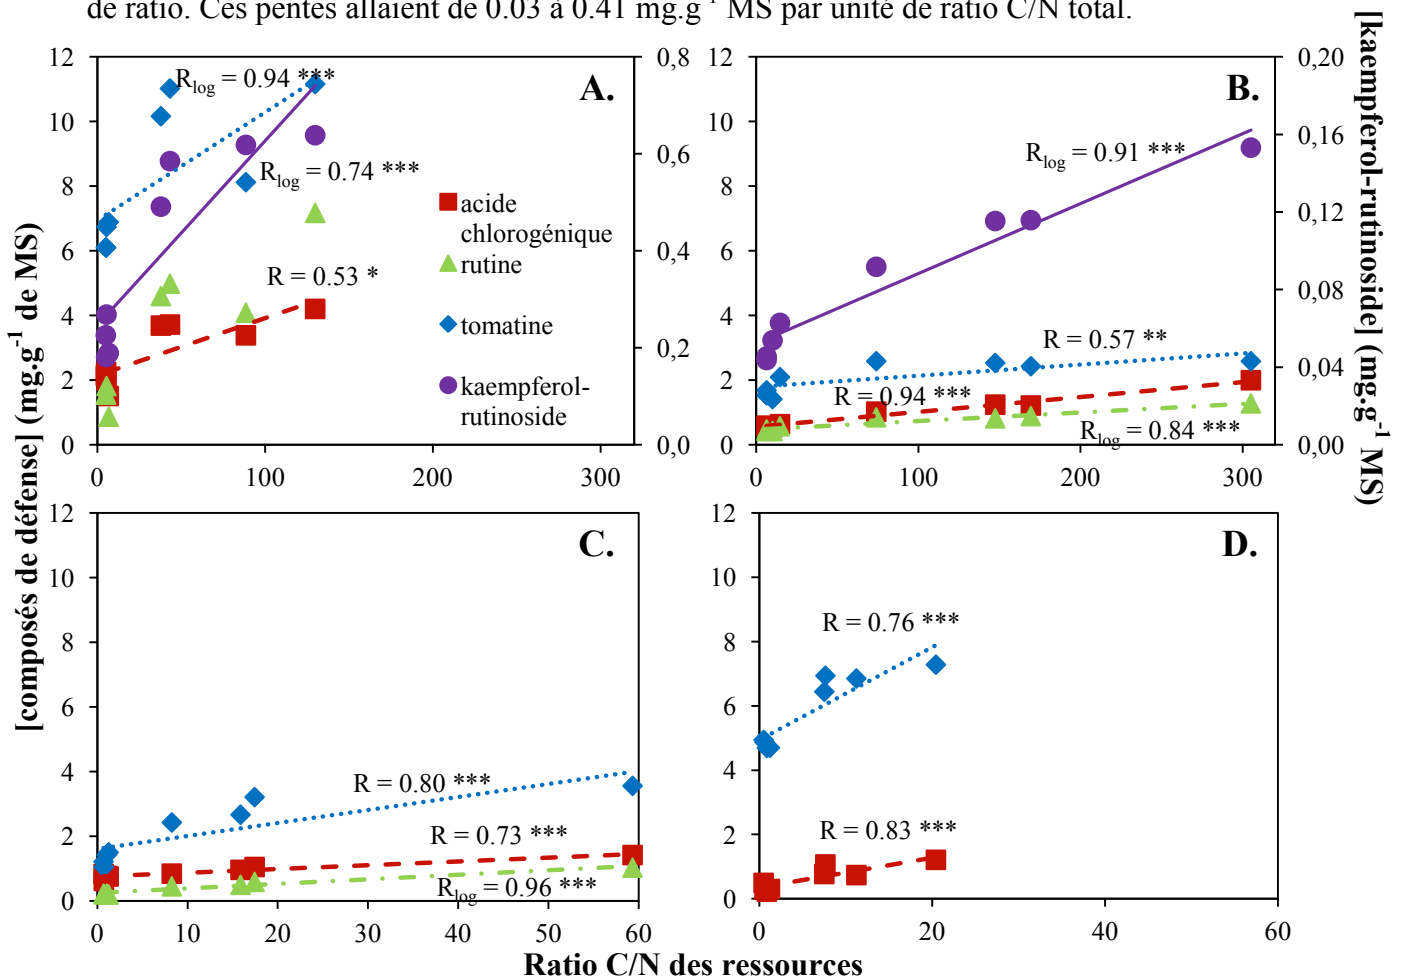 de ratio. Ces pentes allaient de 0.03 à 0.41 mg.g⁻¹ MS par unité de ratio C/N total.
[composés de défense] (mg.g⁻¹ de MS)
[kaempferol-rutinoside] (mg.g⁻¹ MS)
A.
12
10
8
6
4
2
0
0,8
0,6
0,4
0,2
0,0
0 100 200 300
R_log = 0.94 ***
R_log = 0.74 ***
R = 0.53 *
acide
chlorogénique
rutine
tomatine
kaempferol-
rutinoside
B.
12
10
8
6
4
2
0
0,20
0,16
0,12
0,08
0,04
0,00
0 100 200 300
R_log = 0.91 ***
R = 0.57 **
R = 0.94 ***
R_log = 0.84 ***
C.
12
10
8
6
4
2
0
0 10 20 30 40 50 60
R = 0.80 ***
R = 0.73 ***
R_log = 0.96 ***
D.
12
10
8
6
4
2
0
0 20 40 60
R = 0.76 ***
R = 0.83 ***
Ratio C/N des ressources